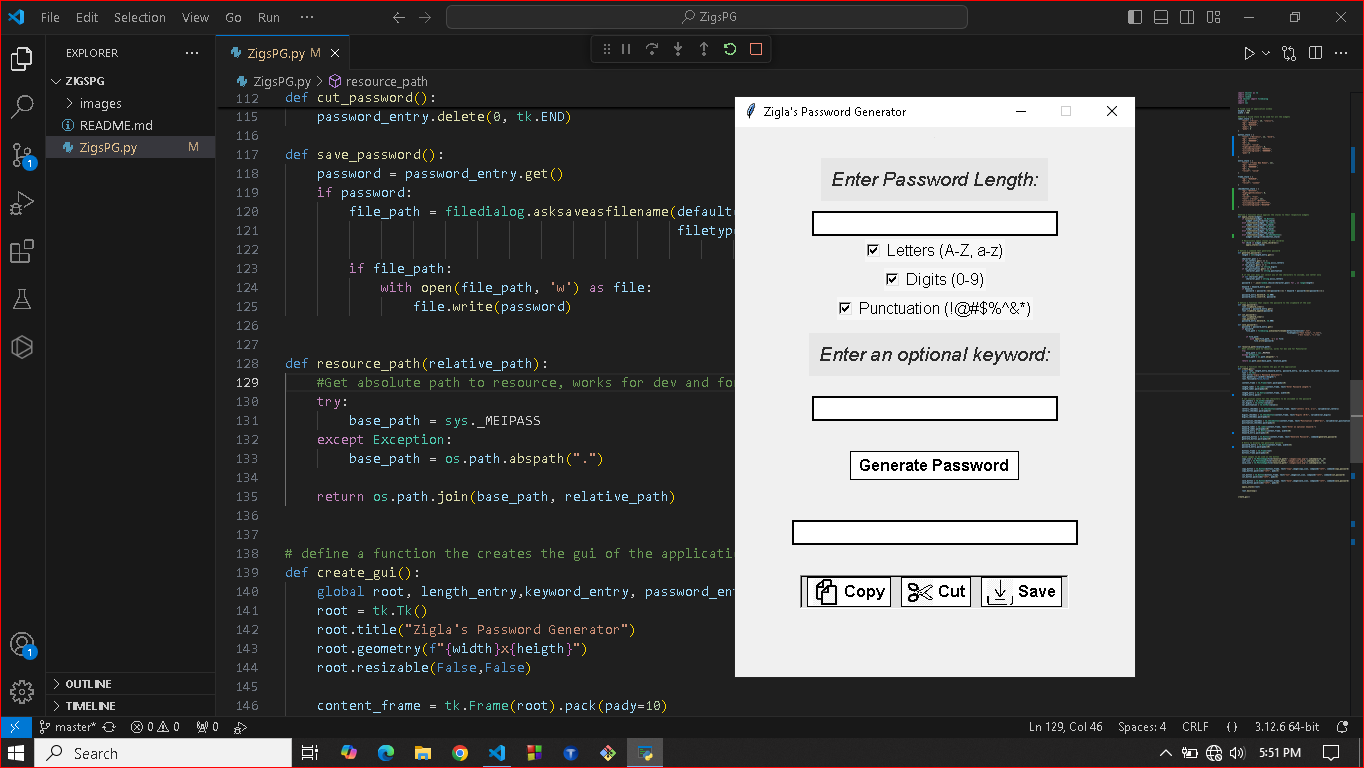 File Edit Selection View Go Run ··· ZigsPG
EXPLORER ···
ZIGSPG
images
README.md
ZigsPG.py M
OUTLINE
TIMELINE
ZigsPG.py M
ZigsPG.py > resource_path
112 def cut_password():
115 password_entry.delete(0, tk.END)
116
117 def save_password():
118 password = password_entry.get()
119 if password:
120 file_path = filedialog.asksaveasfilename(default
121 filetyp
122
123 if file_path:
124 with open(file_path, 'w') as file:
125 file.write(password)
126
127
128 def resource_path(relative_path):
129 #Get absolute path to resource, works for dev and fo
130 try:
131 base_path = sys._MEIPASS
132 except Exception:
133 base_path = os.path.abspath(".")
134
135 return os.path.join(base_path, relative_path)
136
137
138 # define a function the creates the gui of the applicati
139 def create_gui():
140 global root, length_entry,keyword_entry, password_en
141 root = tk.Tk()
142 root.title("Zigla's Password Generator")
143 root.geometry(f"{width}x{heigth}")
144 root.resizable(False,False)
145
146 content_frame = tk.Frame(root).pack(pady=10)
Zigla's Password Generator
Enter Password Length:
Letters (A-Z, a-z)
Digits (0-9)
Punctuation (!@#$%^&*)
Enter an optional keyword:
Generate Password
Copy Cut Save
1
1
master* 0 0 0 Ln 129, Col 46 Spaces: 4 CRLF {} 3.12.6 64-bit
Search 5:51 PM